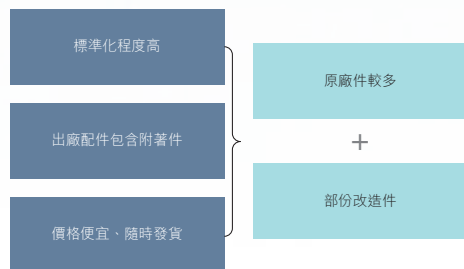 標準化程度高
出廠配件包含附著件
價格便宜、隨時發貨
原廠件較多
+
部份改造件